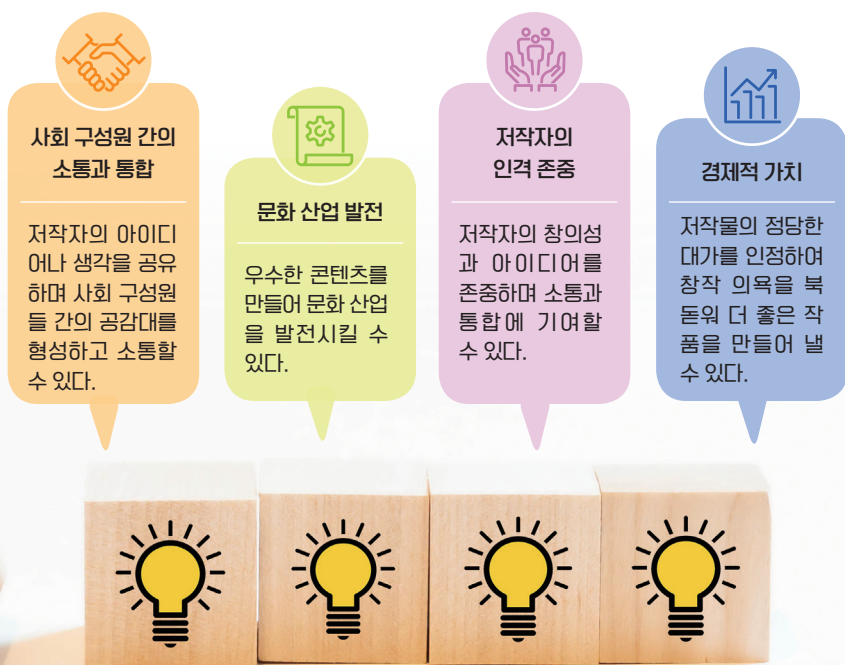 사회 구성원 간의
소통과 통합
저작자의 아이디
어나 생각을 공유
하며 사회 구성원
들 간의 공감대를
형성하고 소통할
수 있다.
문화 산업 발전
우수한 콘텐츠를
만들어 문화 산업
을 발전시킬 수
있다.
저작자의
인격 존중
저작자의 창의성
과 아이디어를
존중하며 소통과
통합에 기여할
수 있다.
경제적 가치
저작물의 정당한
대가를 인정하여
창작 의욕을 북
돋워 더 좋은 작
품을 만들어 낼
수 있다.